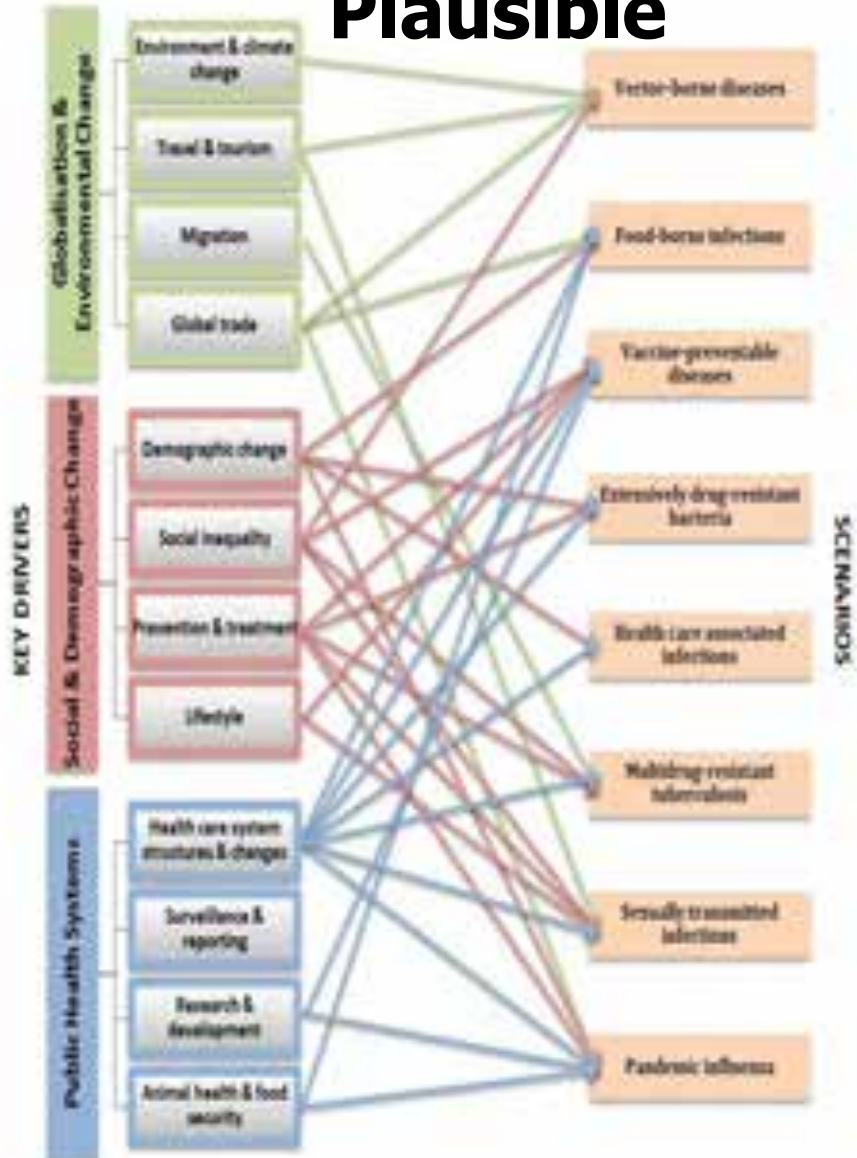 Plausible
KEY DRIVERS
Globalisation &
Environmental Change
Environment & climate
change
Travel & tourism
Migration
Global trade
Social & Demographic Change
Demographic change
Social inequality
Prevention & treatment
Lifestyle
Public Health Systems
Health care system
structures & changes
Surveillance &
reporting
Research &
development
Animal health & food
security
Vector-borne diseases
Food-borne infections
Vaccine-preventable
diseases
Extensively drug-resistant
bacteria
Health care associated
infections
Multidrug-resistant
tuberculosis
Sexually transmitted
infections
Pandemic influenza
SCENARIOS